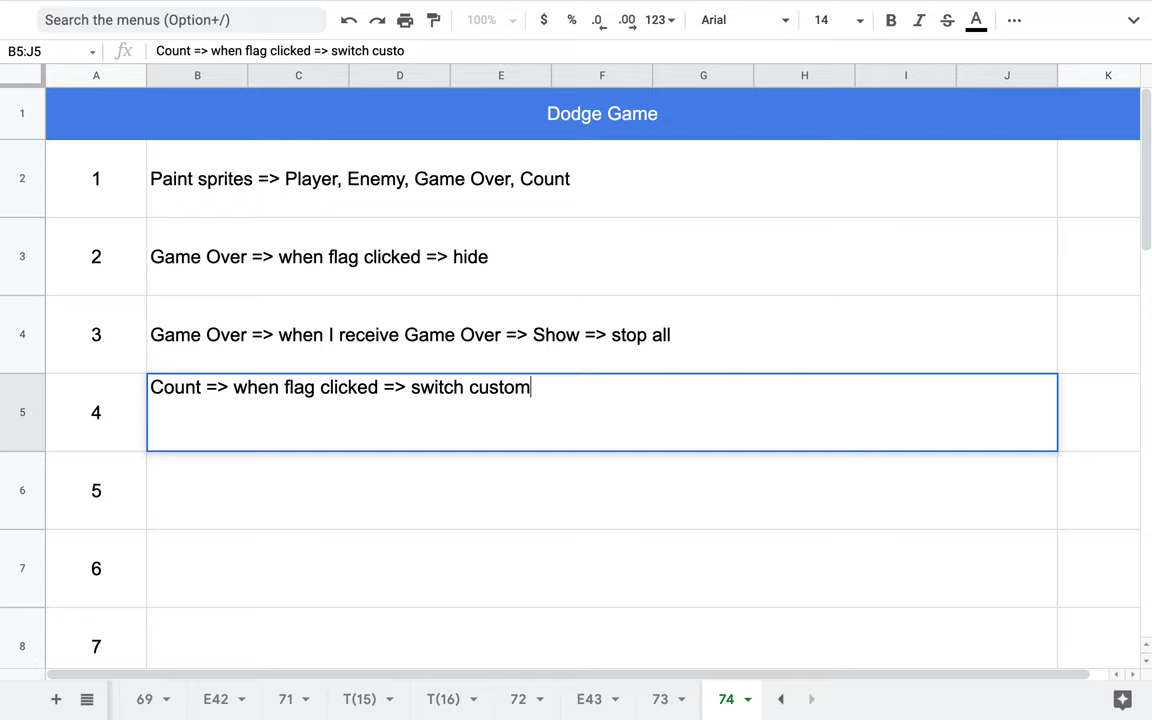 Search the menus (Option+/)
100%
$ % .0 .00 123
Arial
14
B I S A
B5:J5
fx
Count => when flag clicked => switch custo
A B C D E F G H I J K
1 Dodge Game
2 1 Paint sprites => Player, Enemy, Game Over, Count
3 2 Game Over => when flag clicked => hide
4 3 Game Over => when I receive Game Over => Show => stop all
5 4 Count => when flag clicked => switch custom
6 5
7 6
8 7
69 E42 71 T(15) T(16) 72 E43 73 74